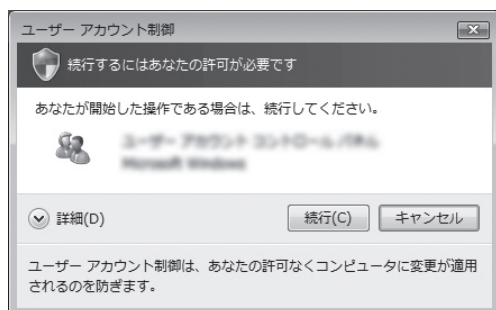 ユーザー アカウント制御
続行するにはあなたの許可が必要です
あなたが開始した操作である場合は、続行してください。
詳細(D)
続行(C)
キャンセル
ユーザー アカウント制御は、あなたの許可なくコンピュータに変更が適用
されるのを防ぎます。